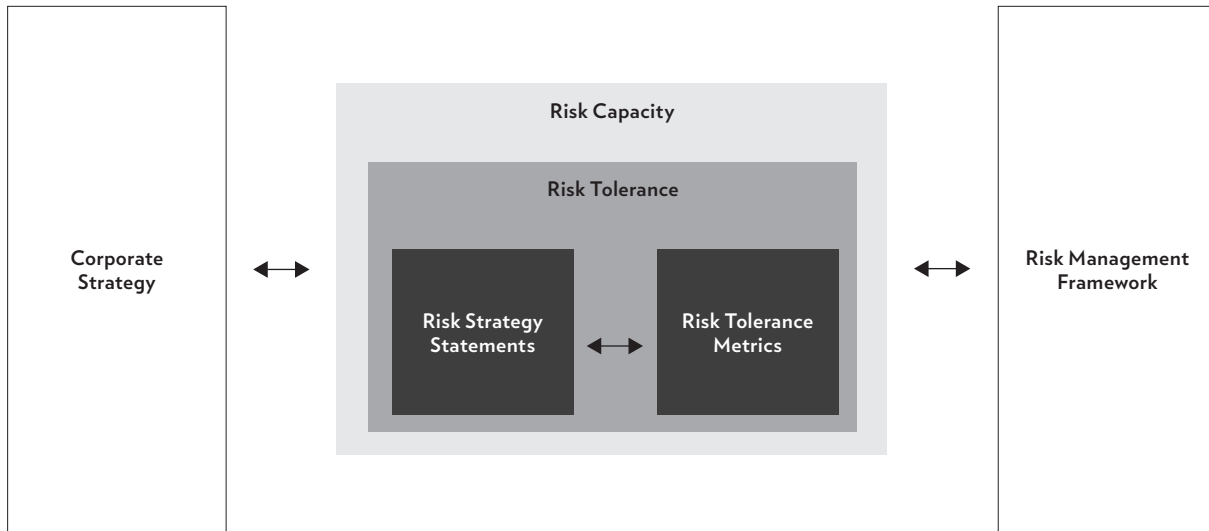 Risk Capacity
Risk Tolerance
Corporate
Strategy
Risk Strategy
Statements
Risk Tolerance
Metrics
Risk Management
Framework